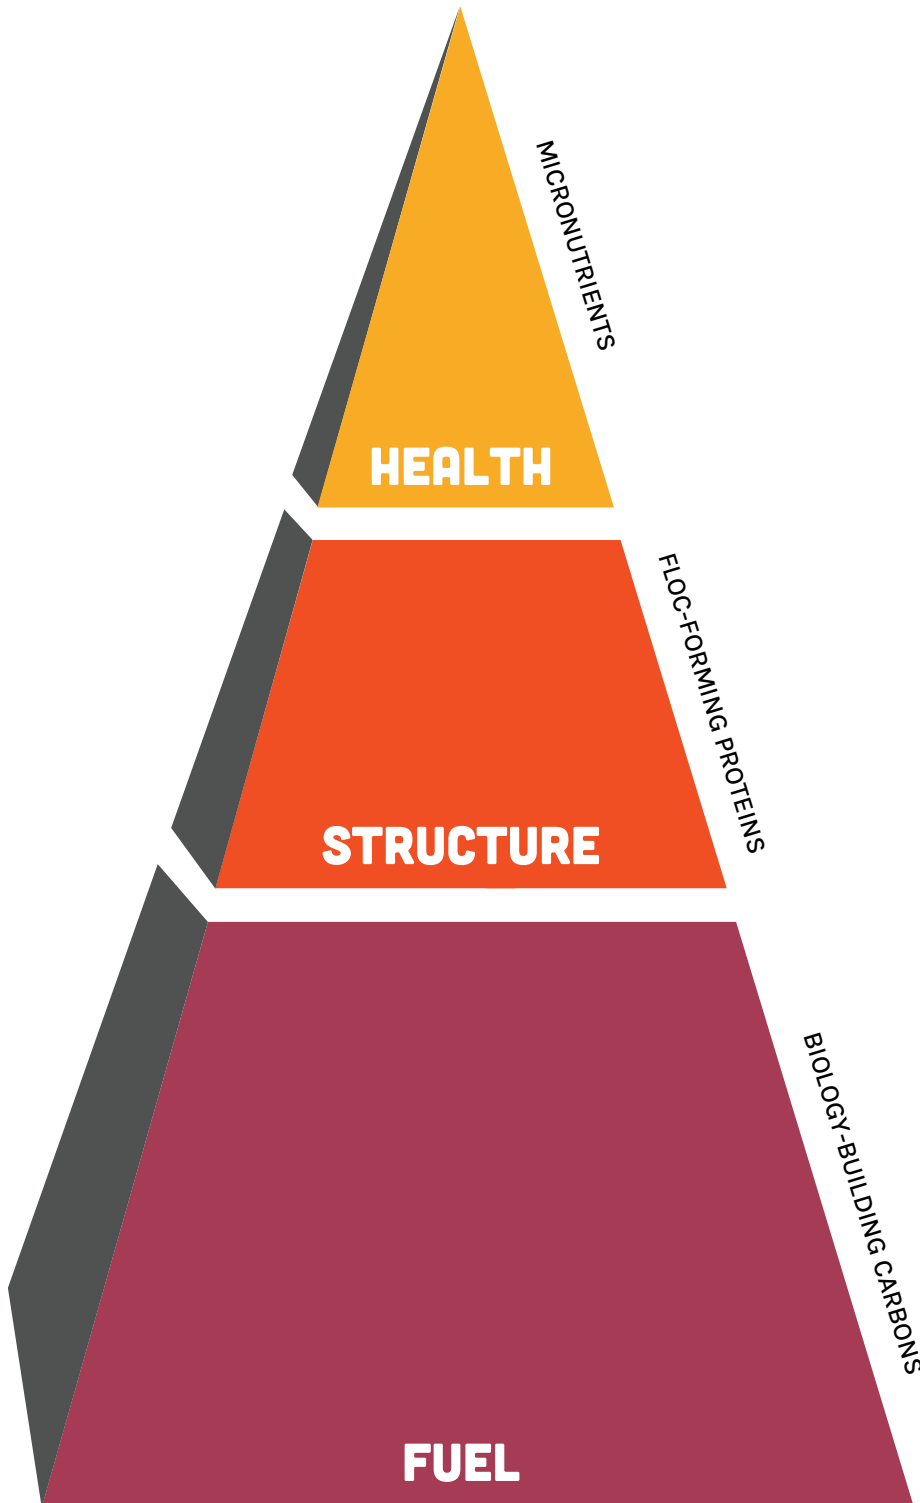 MICRONUTRIENTS
HEALTH
FLOC-FORMING PROTEINS
STRUCTURE
BIOLOGY-BUILDING CARBONS
FUEL